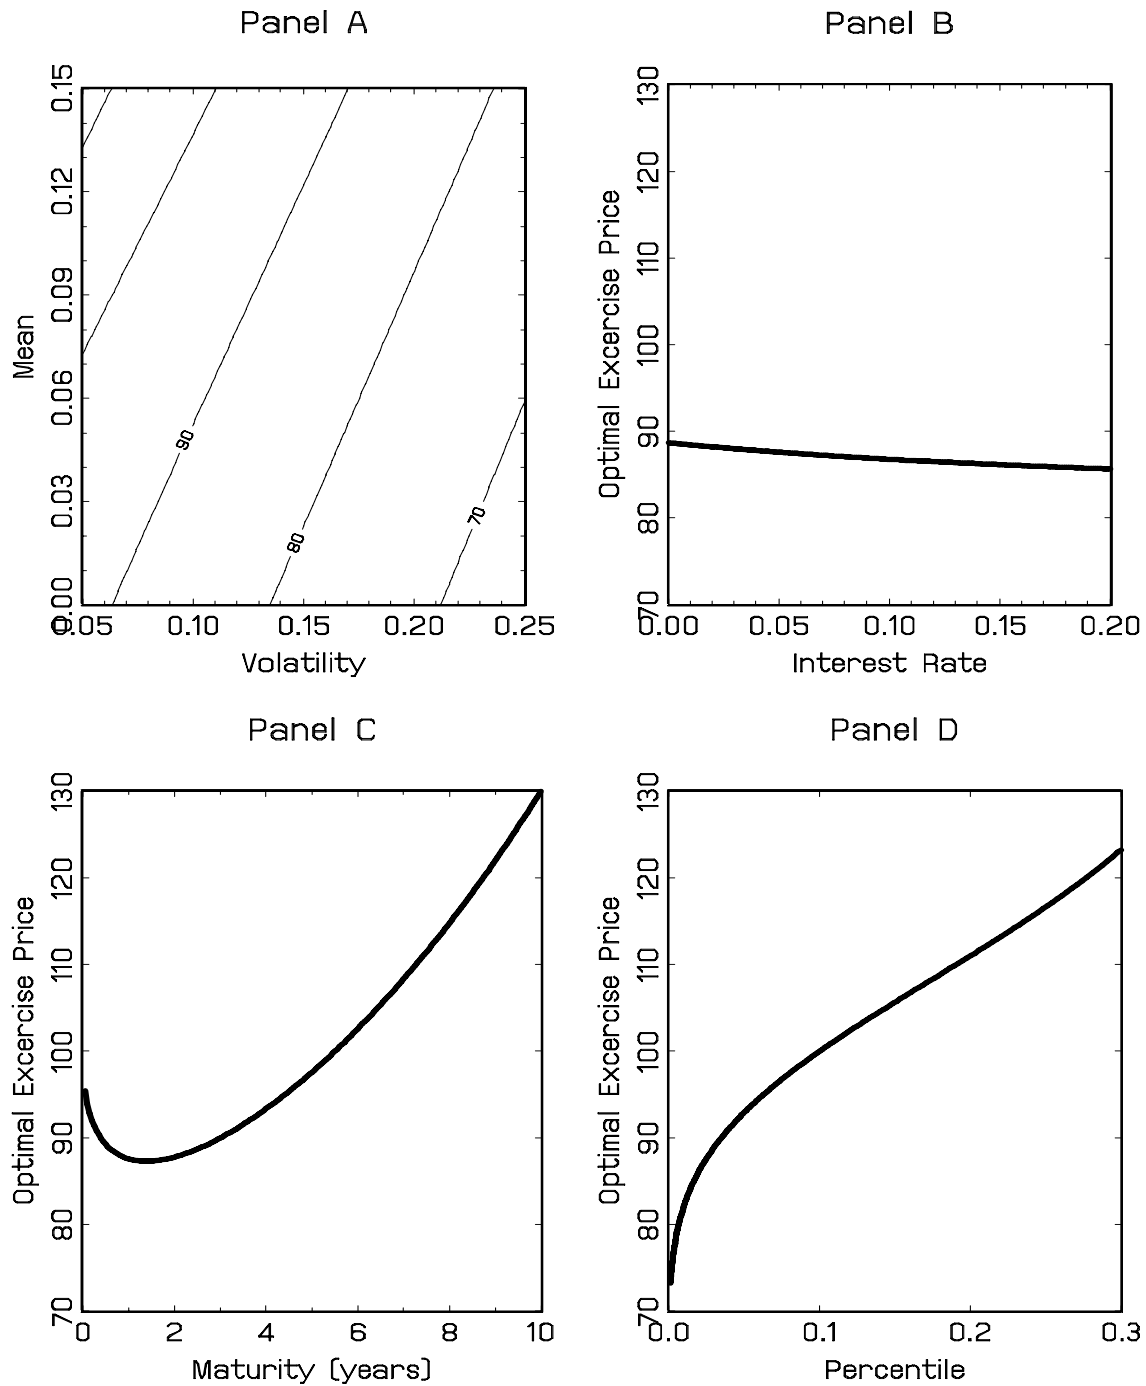 Panel A
Mean
0.15
0.12
0.09
0.06
0.03
0.00
90
80
70
0.05 0.10 0.15 0.20 0.25
Volatility
Panel B
Optimal Excercise Price
130
120
110
100
90
80
70
0.00 0.05 0.10 0.15 0.20
Interest Rate
Panel C
Optimal Excercise Price
130
120
110
100
90
80
70
0 2 4 6 8 10
Maturity (years)
Panel D
Optimal Excercise Price
130
120
110
100
90
80
70
0.0 0.1 0.2 0.3
Percentile